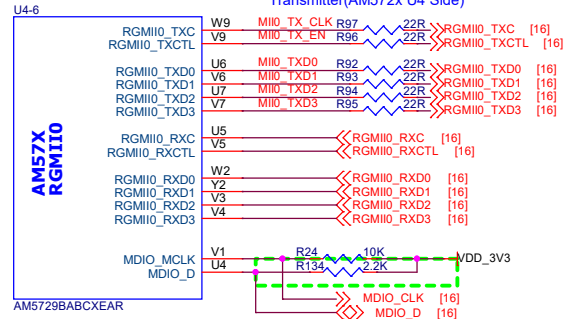 Transmitter(AM572x U4 Side)
U4-6
RGMII0_TXC W9 MII0_TX_CLK R97 22R RGMII0_TXC [16]
RGMII0_TXCTL V9 MII0_TX_EN R96 22R RGMII0_TXCTL [16]
RGMII0_TXD0 U6 MII0_TXD0 R92 22R RGMII0_TXD0 [16]
RGMII0_TXD1 V6 MII0_TXD1 R93 22R RGMII0_TXD1 [16]
RGMII0_TXD2 U7 MII0_TXD2 R94 22R RGMII0_TXD2 [16]
RGMII0_TXD3 V7 MII0_TXD3 R95 22R RGMII0_TXD3 [16]
RGMII0_RXC U5 RGMII0_RXC [16]
RGMII0_RXCTL V5 RGMII0_RXCTL [16]
AM57X
RGMII0
RGMII0_RXD0 W2 RGMII0_RXD0 [16]
RGMII0_RXD1 Y2 RGMII0_RXD1 [16]
RGMII0_RXD2 V3 RGMII0_RXD2 [16]
RGMII0_RXD3 V4 RGMII0_RXD3 [16]
MDIO_MCLK V1 R24 10K VDD_3V3
MDIO_D U4 R134 2.2K
MDIO_CLK [16]
MDIO_D [16]
AM5729BABCXEAR